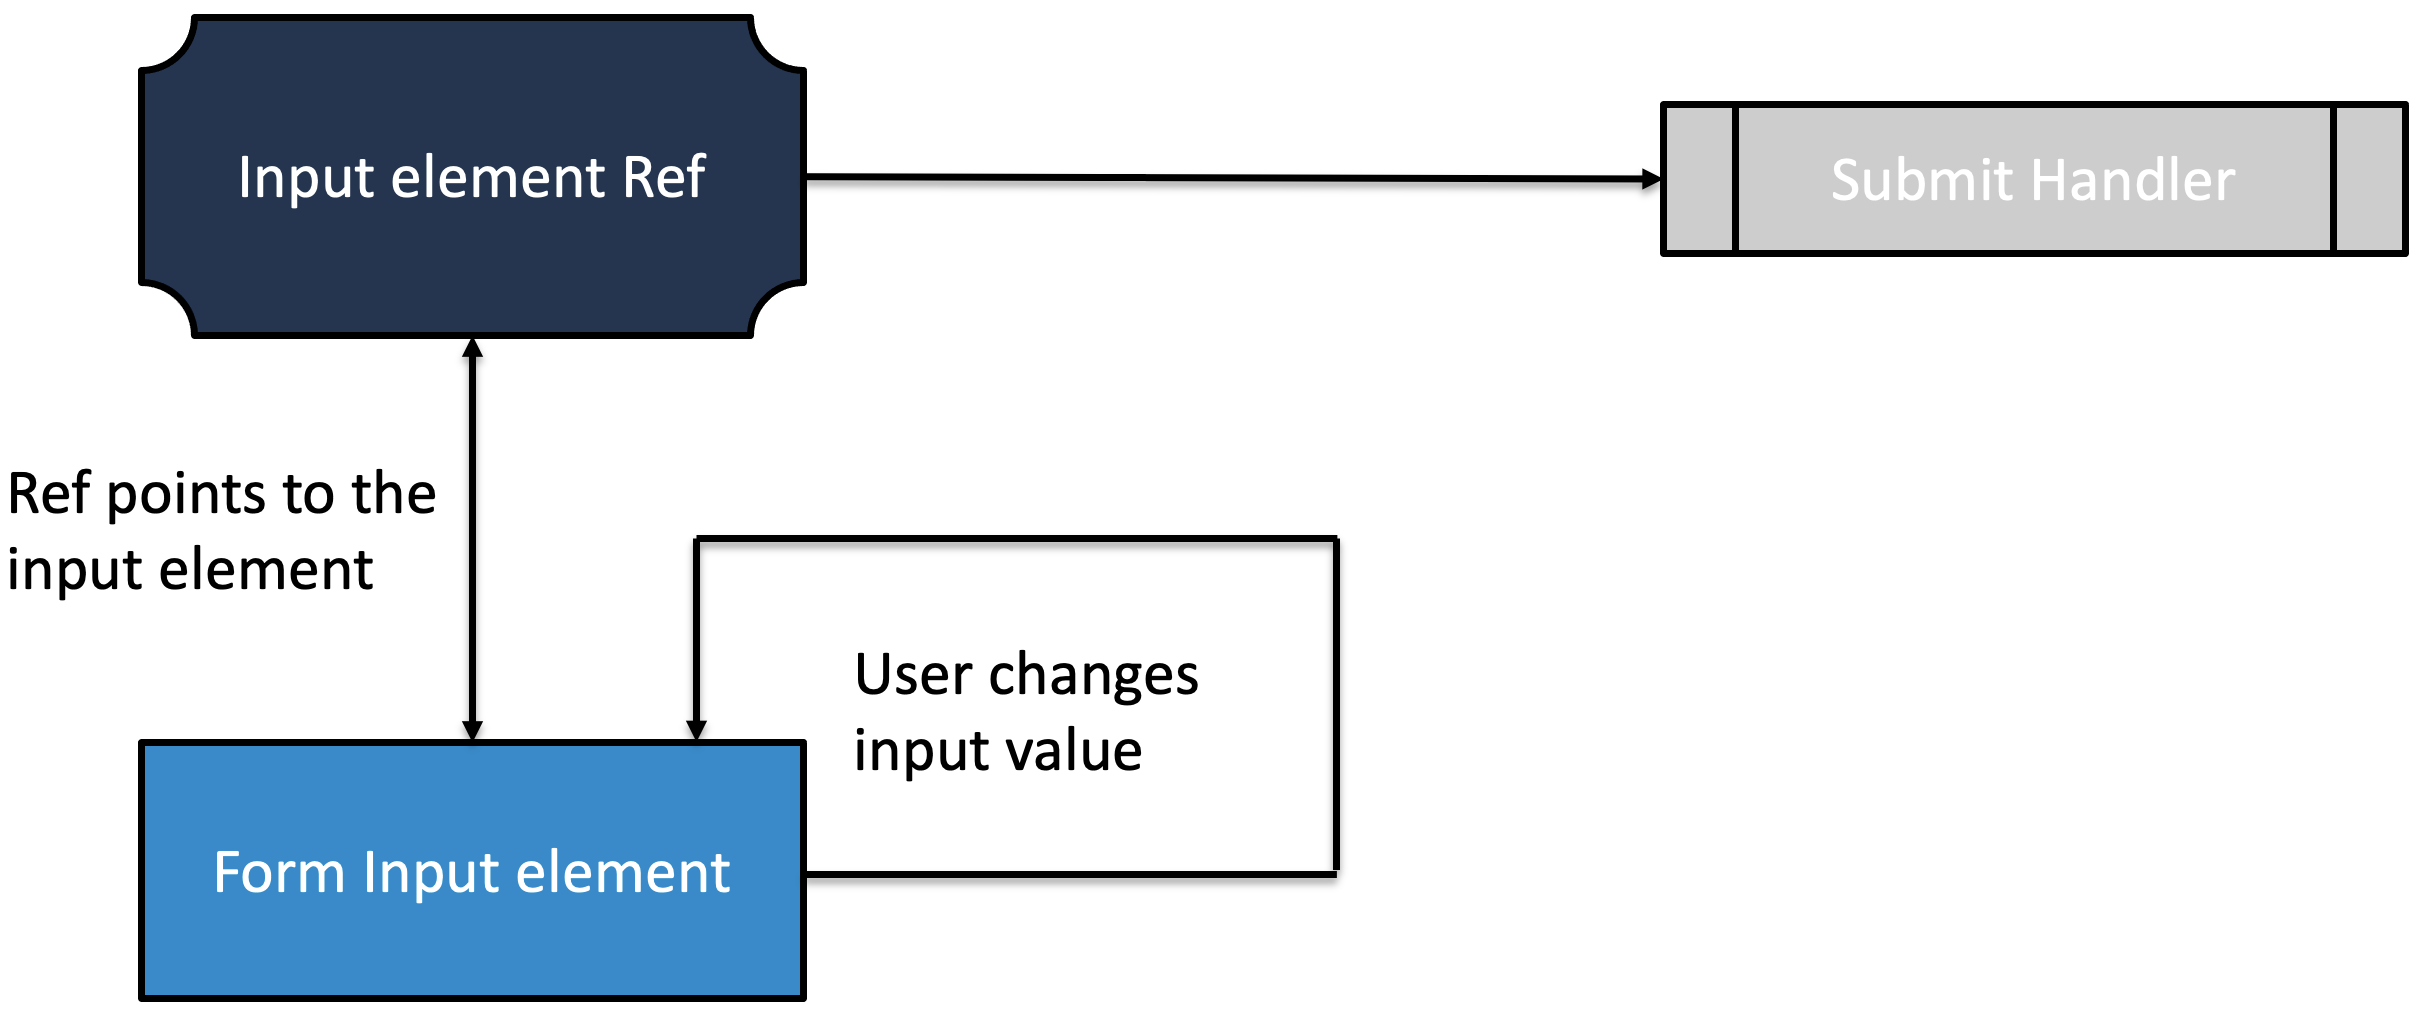 Input element Ref
Submit Handler
Ref points to the
input element
User changes
input value
Form Input element